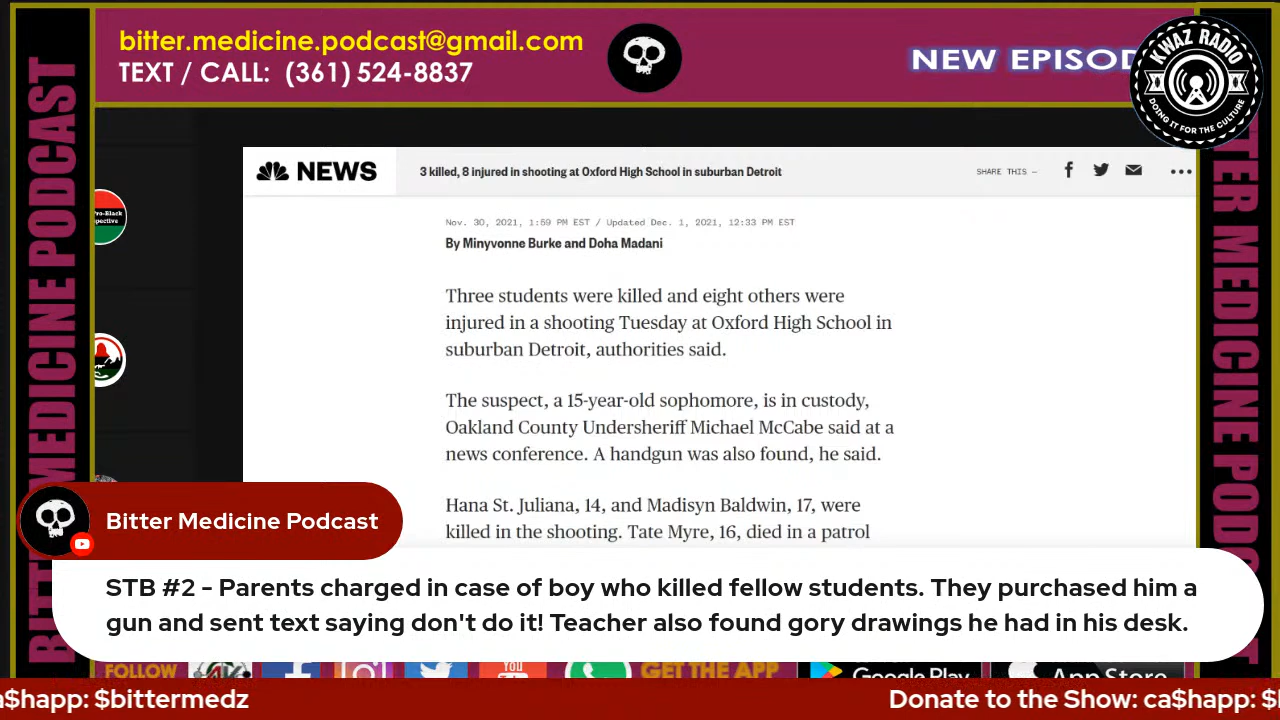 bitter.medicine.podcast@gmail.com
TEXT / CALL: (361) 524-8837
NEW EPISOD
KWAZ RADIO
DOING IT FOR THE CULTURE
BITTER MEDICINE PODCAST
NEWS
3 killed, 8 injured in shooting at Oxford High School in suburban Detroit
SHARE THIS —
Nov. 30, 2021, 1:59 PM EST / Updated Dec. 1, 2021, 12:33 PM EST
By Minyvonne Burke and Doha Madani
Three students were killed and eight others were
injured in a shooting Tuesday at Oxford High School in
suburban Detroit, authorities said.
The suspect, a 15-year-old sophomore, is in custody,
Oakland County Undersheriff Michael McCabe said at a
news conference. A handgun was also found, he said.
Hana St. Juliana, 14, and Madisyn Baldwin, 17, were
killed in the shooting. Tate Myre, 16, died in a patrol
ro-Black
pective
Bitter Medicine Podcast
STB #2 - Parents charged in case of boy who killed fellow students. They purchased him a
gun and sent text saying don't do it! Teacher also found gory drawings he had in his desk.
FOLLOW
You
GET THE APP
Google Play
App Store
a$happ: $bittermedz
Donate to the Show: ca$happ: $
TTER MEDICINE PODCAST